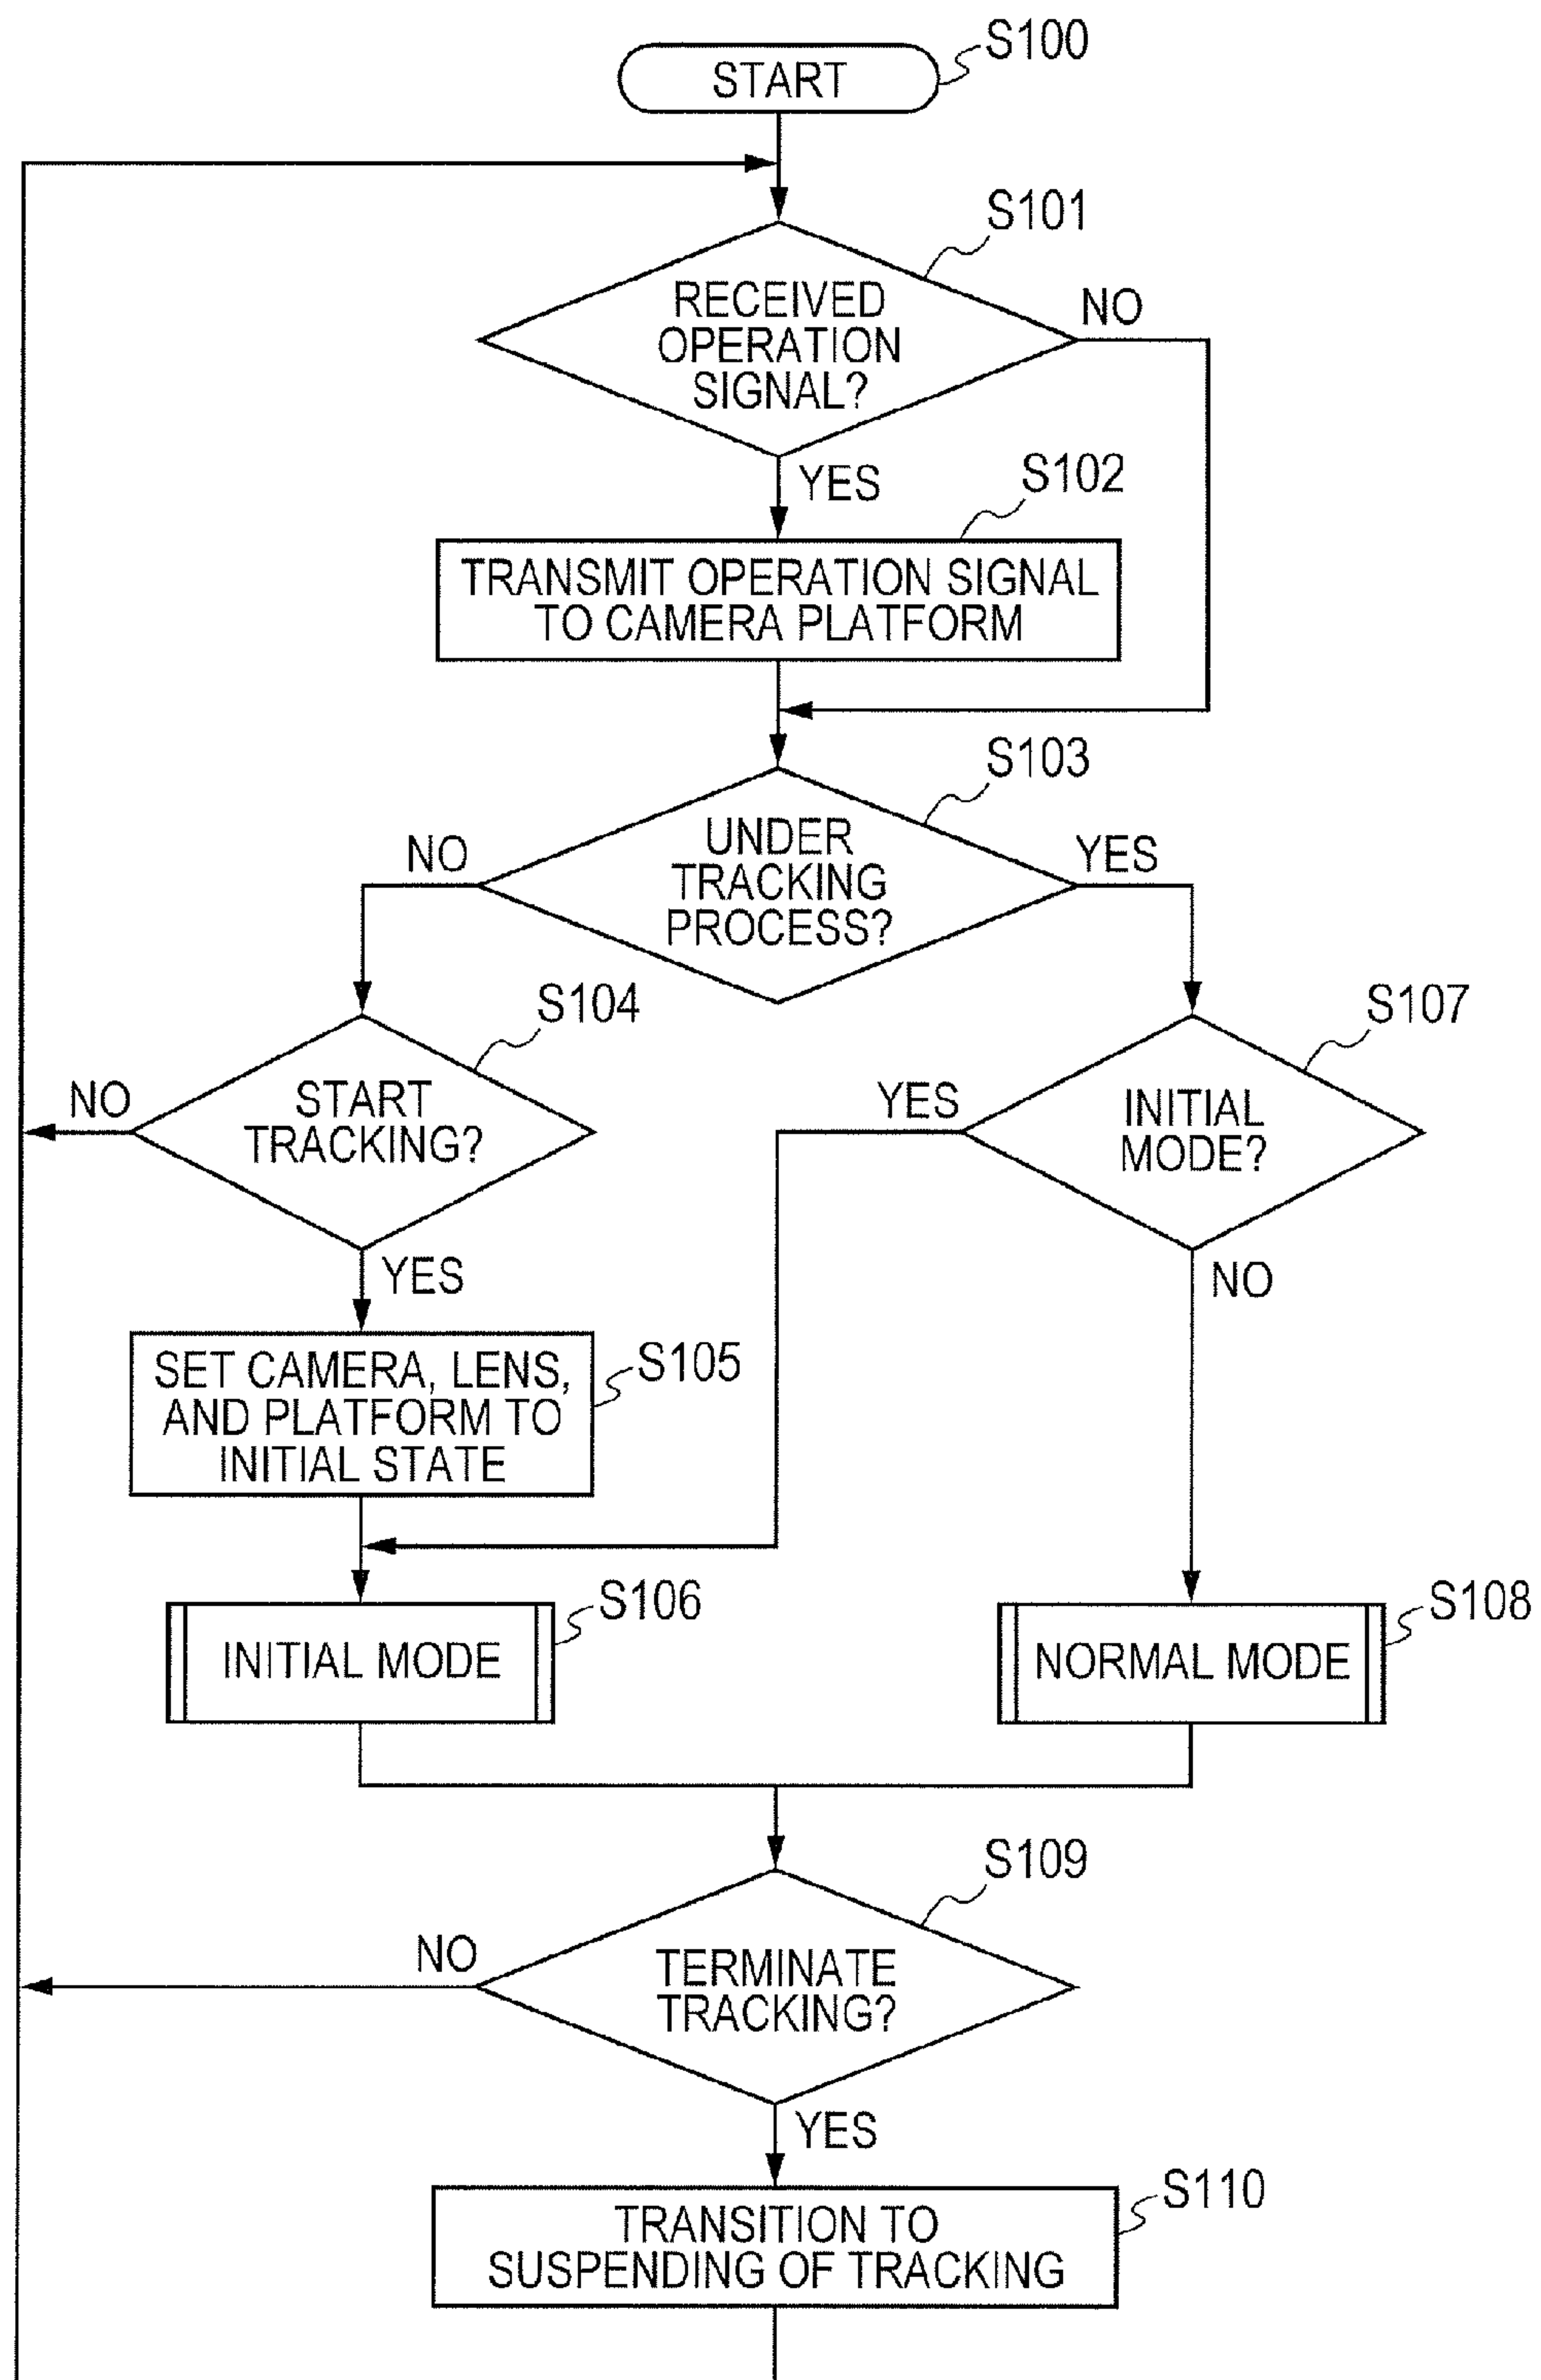 START
S100
S101
RECEIVED
OPERATION
SIGNAL?
NO
YES
S102
TRANSMIT OPERATION SIGNAL
TO CAMERA PLATFORM
S103
UNDER
TRACKING
PROCESS?
NO
YES
S104
START
TRACKING?
NO
YES
S107
INITIAL
MODE?
YES
NO
S105
SET CAMERA, LENS,
AND PLATFORM TO
INITIAL STATE
S106
INITIAL MODE
S108
NORMAL MODE
S109
TERMINATE
TRACKING?
NO
YES
S110
TRANSITION TO
SUSPENDING OF TRACKING